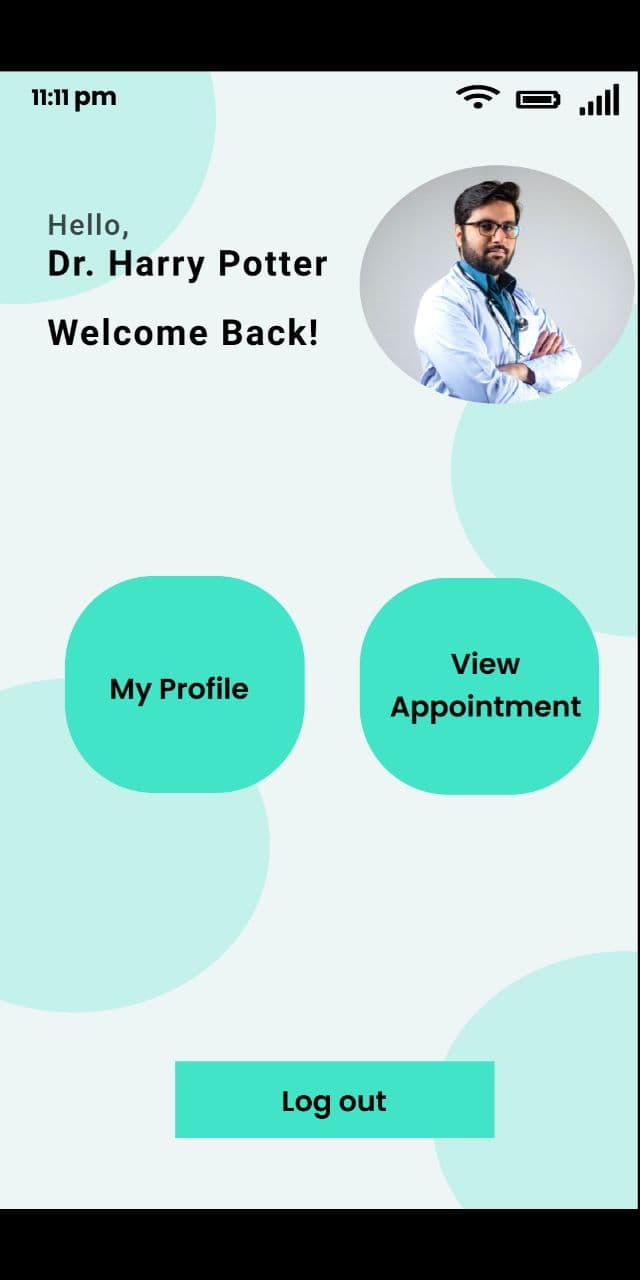 11:11 pm
Hello,
Dr. Harry Potter
Welcome Back!
My Profile
View
Appointment
Log out